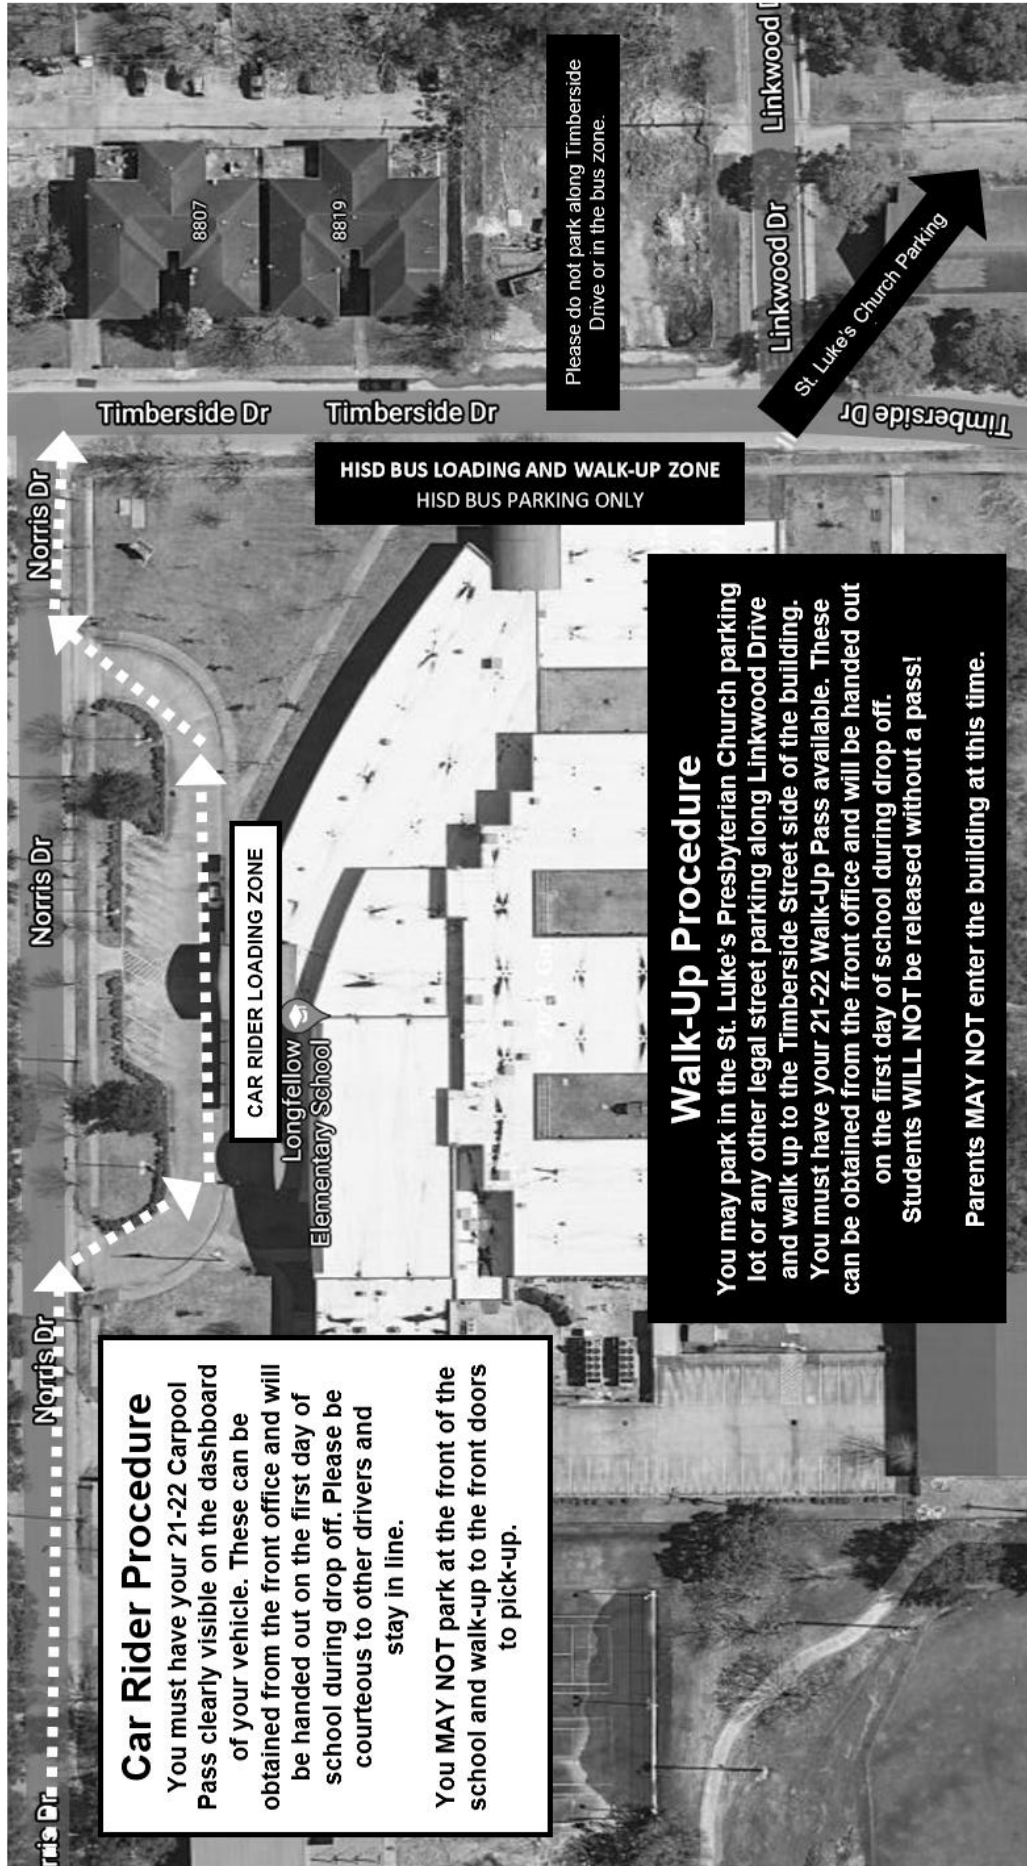 Norris Dr
Norris Dr
Norris Dr
Timberside Dr
Timberside Dr
Timberside Dr
Linkwood Dr
Linkwood
8807
8819
Please do not park along Timberside
Drive or in the bus zone.
St. Luke's Church Parking
HISD BUS LOADING AND WALK-UP ZONE
HISD BUS PARKING ONLY
CAR RIDER LOADING ZONE
Longfellow
Elementary School
Car Rider Procedure
You must have your 21-22 Carpool
Pass clearly visible on the dashboard
of your vehicle. These can be
obtained from the front office and will
be handed out on the first day of
school during drop off. Please be
courteous to other drivers and
stay in line.
You MAY NOT park at the front of the
school and walk-up to the front doors
to pick-up.
Walk-Up Procedure
You may park in the St. Luke's Presbyterian Church parking
lot or any other legal street parking along Linkwood Drive
and walk up to the Timberside Street side of the building.
You must have your 21-22 Walk-Up Pass available. These
can be obtained from the front office and will be handed out
on the first day of school during drop off.
Students WILL NOT be released without a pass!
Parents MAY NOT enter the building at this time.